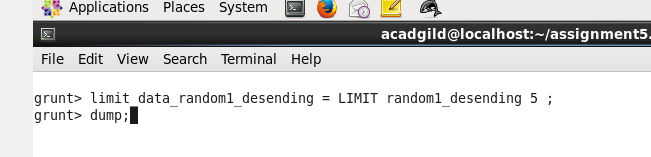 Applications Places System
acadgild@localhost:~/assignment5.
File Edit View Search Terminal Help
grunt> limit_data_random1_desending = LIMIT random1_desending 5 ;
grunt> dump;